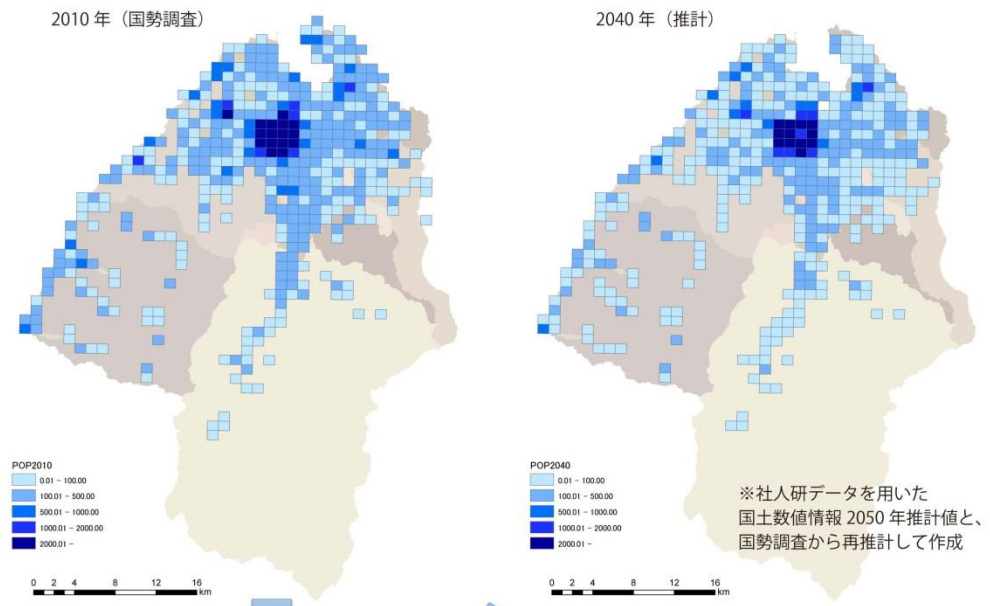 2010 年（国勢調査）
2040 年（推計）
POP2010
0.01 - 100.00
100.01 - 500.00
500.01 - 1000.00
1000.01 - 2000.00
2000.01 -
0 2 4 8 12 16
km
POP2040
0.01 - 100.00
100.01 - 500.00
500.01 - 1000.00
1000.01 - 2000.00
2000.01 -
※社人研データを用いた
国土数値情報 2050 年推計値と、
国勢調査から再推計して作成
0 2 4 8 12 16
km